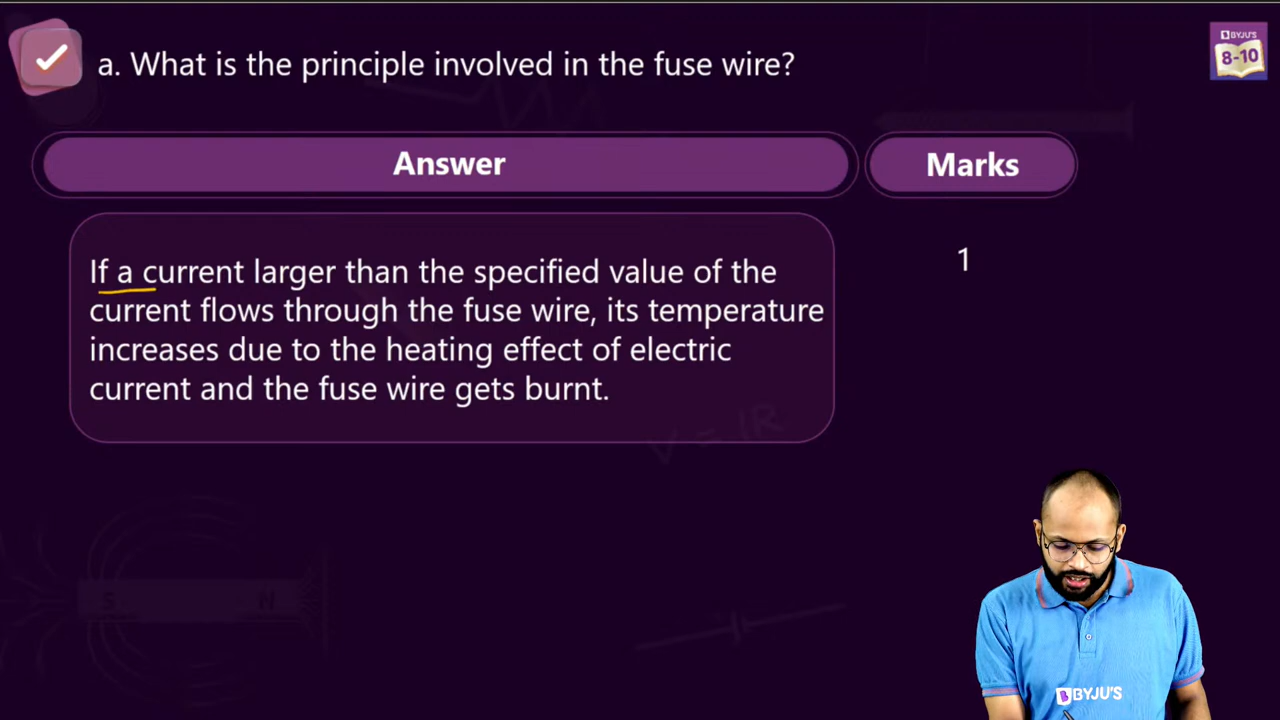 a. What is the principle involved in the fuse wire?
BYJU'S
8-10
Answer
Marks
If a current larger than the specified value of the
current flows through the fuse wire, its temperature
increases due to the heating effect of electric
current and the fuse wire gets burnt.
1
V = IR
S
N
BYJU'S